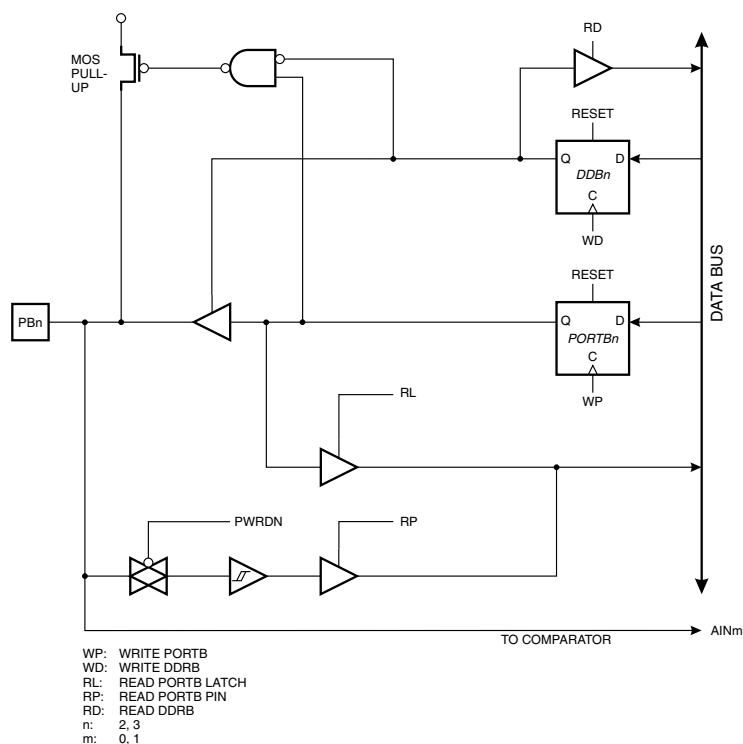 RD
MOS
PULL-
UP
RESET
Q
D
DDBn
C
WD
DATA BUS
RESET
PBn
Q
D
PORTBn
C
WP
RL
PWRDN
RP
TO COMPARATOR
AINm
WP: WRITE PORTB
WD: WRITE DDRB
RL: READ PORTB LATCH
RP: READ PORTB PIN
RD: READ DDRB
n: 2, 3
m: 0, 1